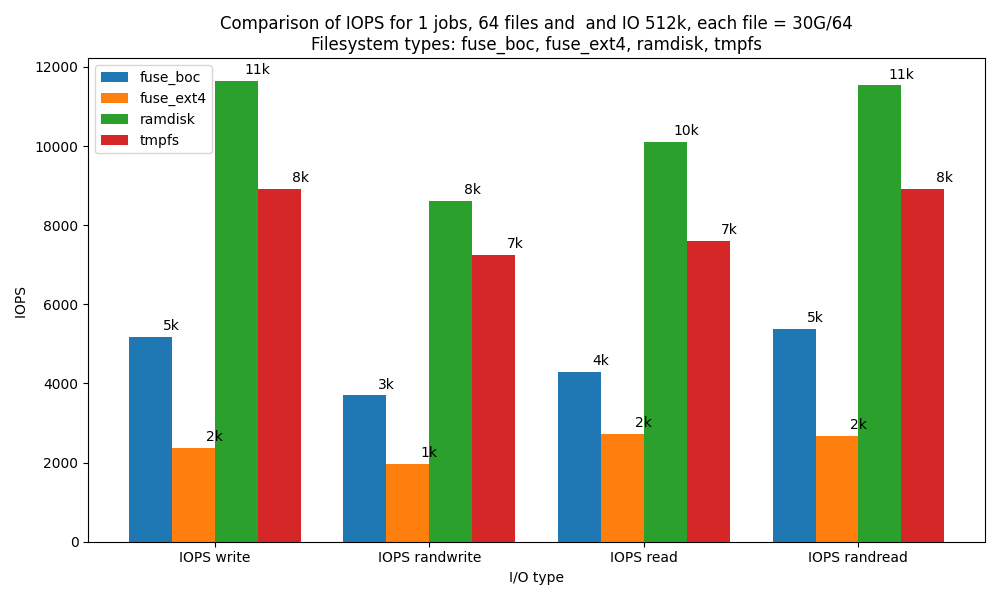 Comparison of IOPS for 1 jobs, 64 files and  and IO 512k, each file = 30G/64
Filesystem types: fuse_boc, fuse_ext4, ramdisk, tmpfs
fuse_boc
fuse_ext4
ramdisk
tmpfs
IOPS
12000
10000
8000
6000
4000
2000
0
5k
2k
11k
8k
3k
1k
8k
7k
4k
2k
10k
7k
5k
2k
11k
8k
IOPS write
IOPS randwrite
IOPS read
IOPS randread
I/O type